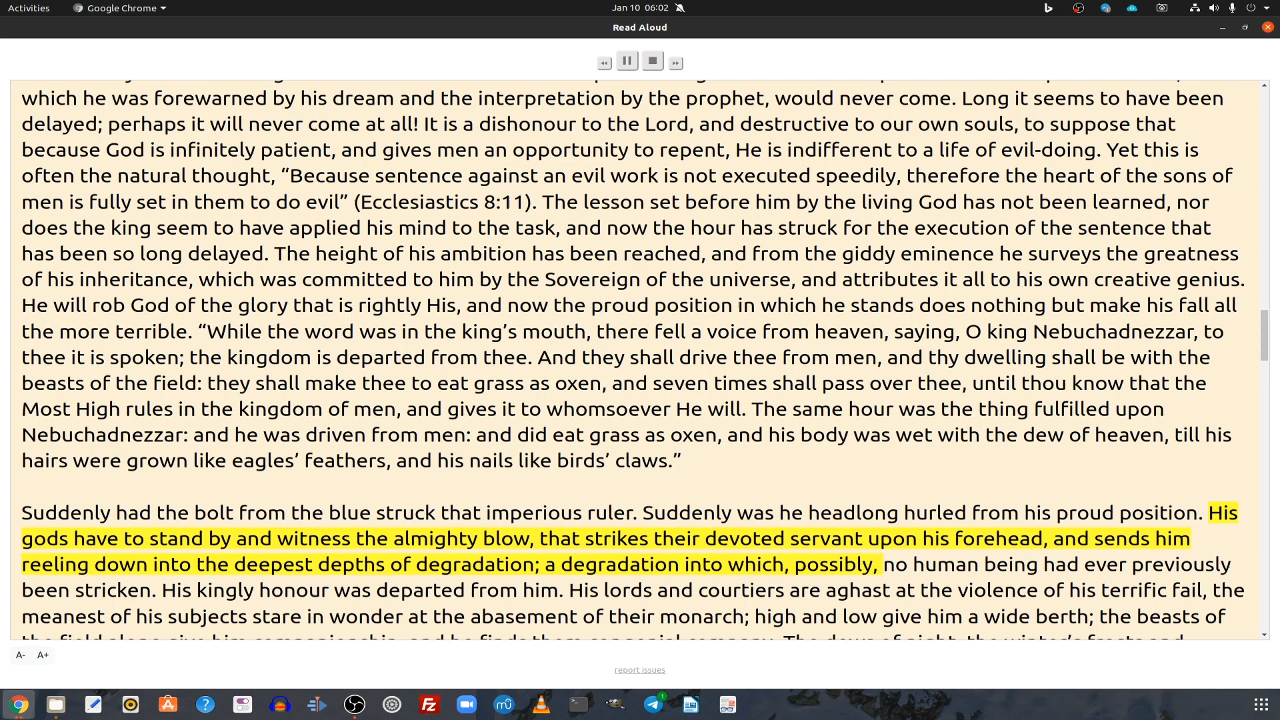 Activities
Google Chrome
Jan 10 06:02
Read Aloud
which he was forewarned by his dream and the interpretation by the prophet, would never come. Long it seems to have been
delayed; perhaps it will never come at all! It is a dishonour to the Lord, and destructive to our own souls, to suppose that
because God is infinitely patient, and gives men an opportunity to repent, He is indifferent to a life of evil-doing. Yet this is
often the natural thought, “Because sentence against an evil work is not executed speedily, therefore the heart of the sons of
men is fully set in them to do evil” (Ecclesiastics 8:11). The lesson set before him by the living God has not been learned, nor
does the king seem to have applied his mind to the task, and now the hour has struck for the execution of the sentence that
has been so long delayed. The height of his ambition has been reached, and from the giddy eminence he surveys the greatness
of his inheritance, which was committed to him by the Sovereign of the universe, and attributes it all to his own creative genius.
He will rob God of the glory that is rightly His, and now the proud position in which he stands does nothing but make his fall all
the more terrible. “While the word was in the king’s mouth, there fell a voice from heaven, saying, O king Nebuchadnezzar, to
thee it is spoken; the kingdom is departed from thee. And they shall drive thee from men, and thy dwelling shall be with the
beasts of the field: they shall make thee to eat grass as oxen, and seven times shall pass over thee, until thou know that the
Most High rules in the kingdom of men, and gives it to whomsoever He will. The same hour was the thing fulfilled upon
Nebuchadnezzar: and he was driven from men: and did eat grass as oxen, and his body was wet with the dew of heaven, till his
hairs were grown like eagles’ feathers, and his nails like birds’ claws.”
Suddenly had the bolt from the blue struck that imperious ruler. Suddenly was he headlong hurled from his proud position. His
gods have to stand by and witness the almighty blow, that strikes their devoted servant upon his forehead, and sends him
reeling down into the deepest depths of degradation; a degradation into which, possibly, no human being had ever previously
been stricken. His kingly honour was departed from him. His lords and courtiers are aghast at the violence of his terrific fail, the
meanest of his subjects stare in wonder at the abasement of their monarch; high and low give him a wide berth; the beasts of
A- A+
report issues